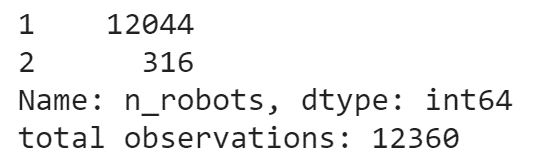 1    12044
2      316
Name: n_robots, dtype: int64
total observations: 12360